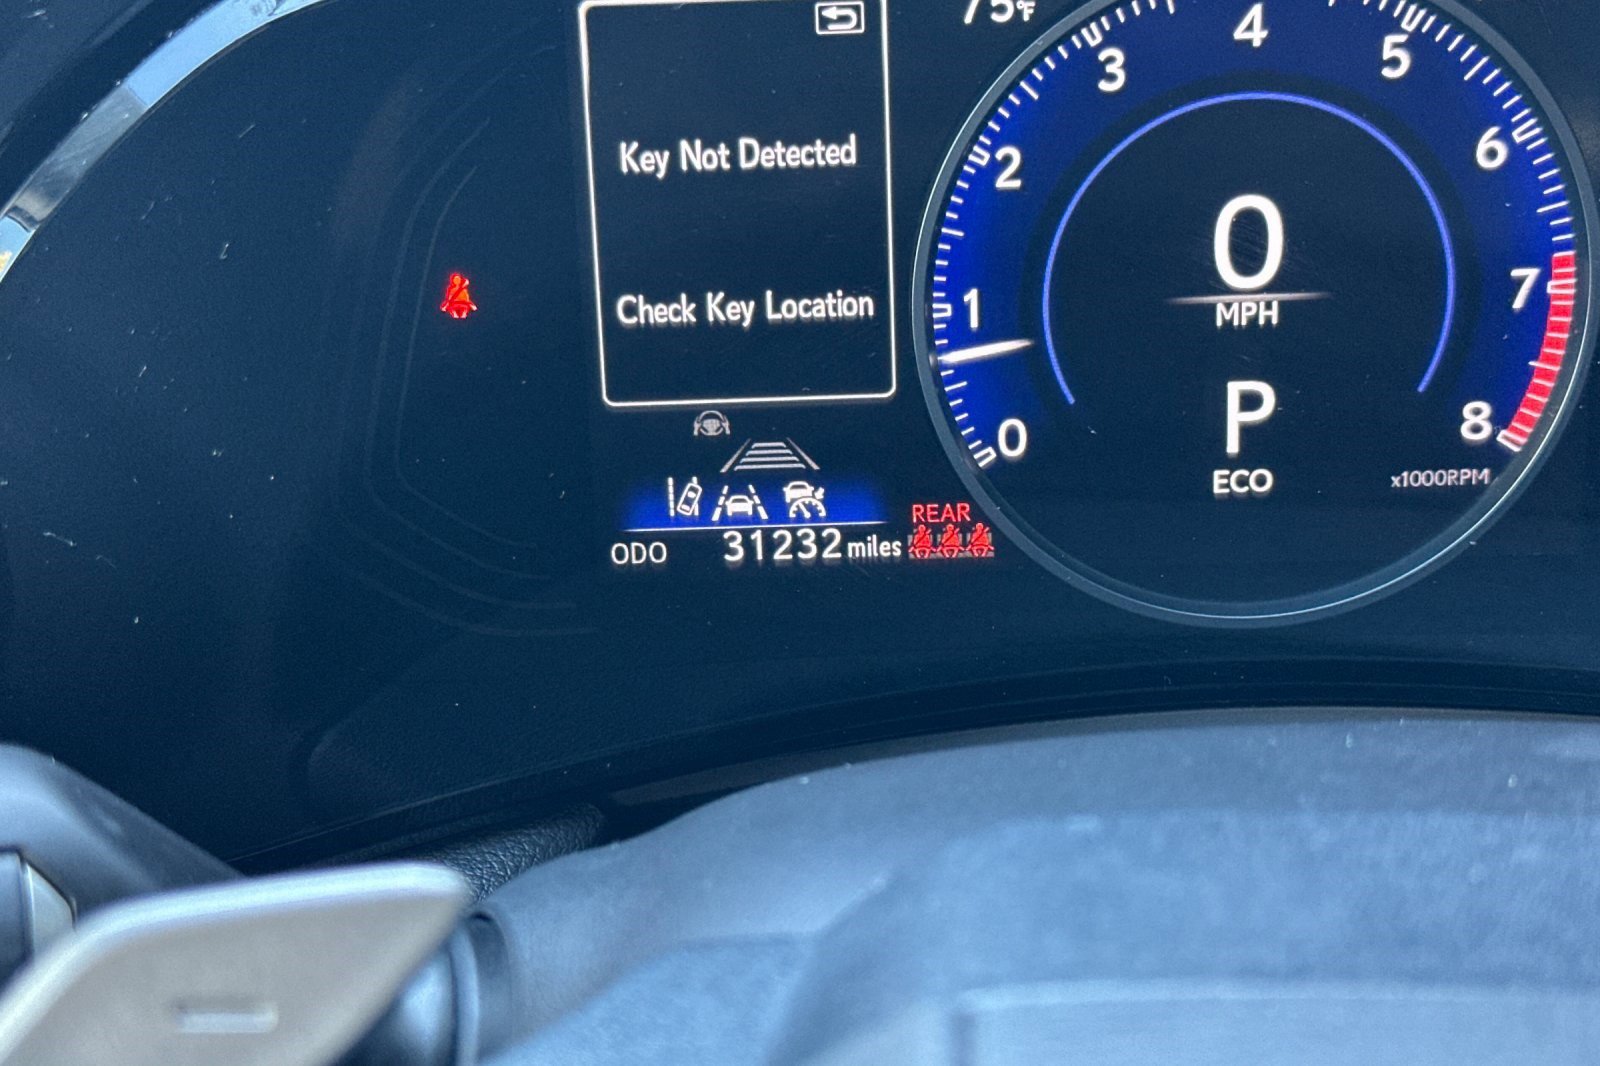 75°F
Key Not Detected
Check Key Location
0
1
2
3
4
5
6
7
8
0
MPH
P
ECO
x1000RPM
REAR
ODO 31232 miles